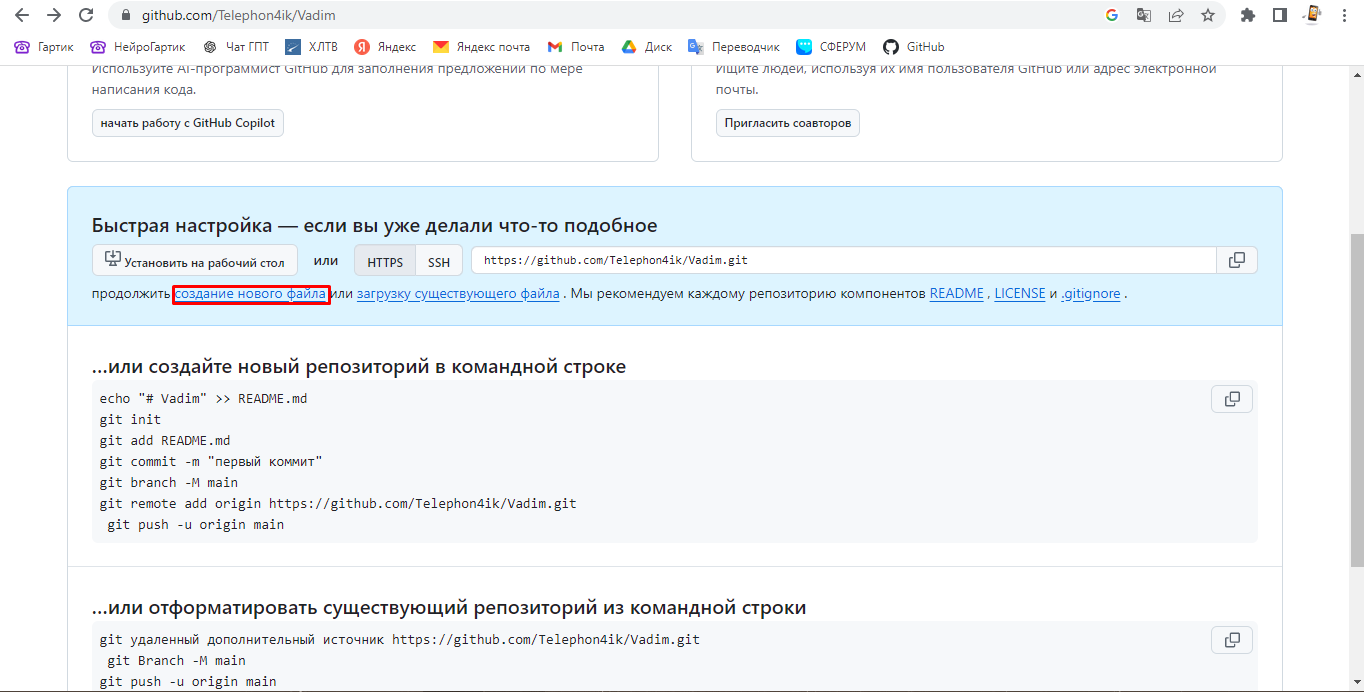 github.com/Telephon4ik/Vadim
Гартик НейроГартик Чат ГПТ ХЛТВ Яндекс Яндекс почта Почта Диск Переводчик СФЕРУМ GitHub
Используйте AI-программист GitHub для заполнения предложений по мере
написания кода.
начать работу с GitHub Copilot
Ищите людей, используя их имя пользователя GitHub или адрес электронной
почты.
Пригласить соавторов
Быстрая настройка — если вы уже делали что-то подобное
Установить на рабочий стол или HTTPS SSH https://github.com/Telephon4ik/Vadim.git
продолжить создание нового файла или загрузку существующего файла . Мы рекомендуем каждому репозиторию компонентов README , LICENSE и .gitignore .
…или создайте новый репозиторий в командной строке
echo "# Vadim" >> README.md
git init
git add README.md
git commit -m "первый коммит"
git branch -M main
git remote add origin https://github.com/Telephon4ik/Vadim.git
git push -u origin main
…или отформатировать существующий репозиторий из командной строки
git удаленный дополнительный источник https://github.com/Telephon4ik/Vadim.git
git Branch -M main
git push -u origin main